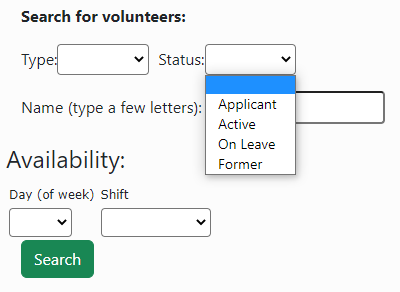 Search for volunteers:
Type: Status:
Applicant
Active
On Leave
Former
Name (type a few letters):
Availability:
Day (of week) Shift
Search